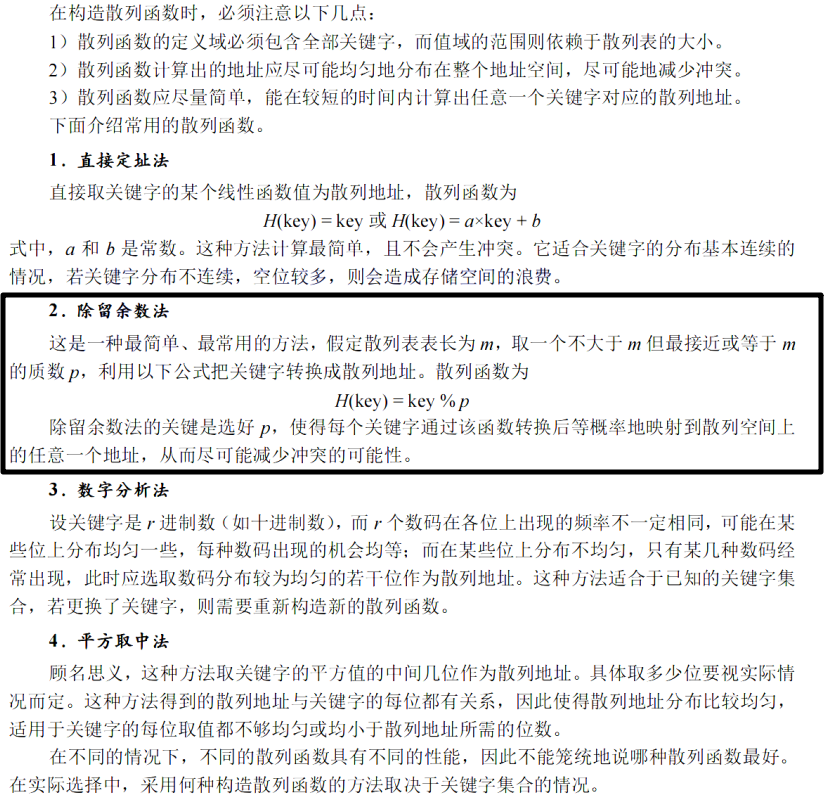 在构造散列函数时，必须注意以下几点：
1）散列函数的定义域必须包含全部关键字，而值域的范围则依赖于散列表的大小。
2）散列函数计算出的地址应尽可能均匀地分布在整个地址空间，尽可能地减少冲突。
3）散列函数应尽量简单，能在较短的时间内计算出任意一个关键字对应的散列地址。
下面介绍常用的散列函数。
1．直接定址法
直接取关键字的某个线性函数值为散列地址，散列函数为
H(key) = key 或 H(key) = a×key + b
式中，a 和 b 是常数。这种方法计算最简单，且不会产生冲突。它适合关键字的分布基本连续的
情况，若关键字分布不连续，空位较多，则会造成存储空间的浪费。
2．除留余数法
这是一种最简单、最常用的方法，假定散列表表长为 m，取一个不大于 m 但最接近或等于 m
的质数 p，利用以下公式把关键字转换成散列地址。散列函数为
H(key) = key % p
除留余数法的关键是选好 p，使得每个关键字通过该函数转换后等概率地映射到散列空间上
的任意一个地址，从而尽可能减少冲突的可能性。
3．数字分析法
设关键字是 r 进制数（如十进制数），而 r 个数码在各位上出现的频率不一定相同，可能在某
些位上分布均匀一些，每种数码出现的机会均等；而在某些位上分布不均匀，只有某几种数码经
常出现，此时应选取数码分布较为均匀的若干位作为散列地址。这种方法适合于已知的关键字集
合，若更换了关键字，则需要重新构造新的散列函数。
4．平方取中法
顾名思义，这种方法取关键字的平方值的中间几位作为散列地址。具体取多少位要视实际情
况而定。这种方法得到的散列地址与关键字的每位都有关系，因此使得散列地址分布比较均匀，
适用于关键字的每位取值都不够均匀或均小于散列地址所需的位数。
在不同的情况下，不同的散列函数具有不同的性能，因此不能笼统地说哪种散列函数最好。
在实际选择中，采用何种构造散列函数的方法取决于关键字集合的情况。